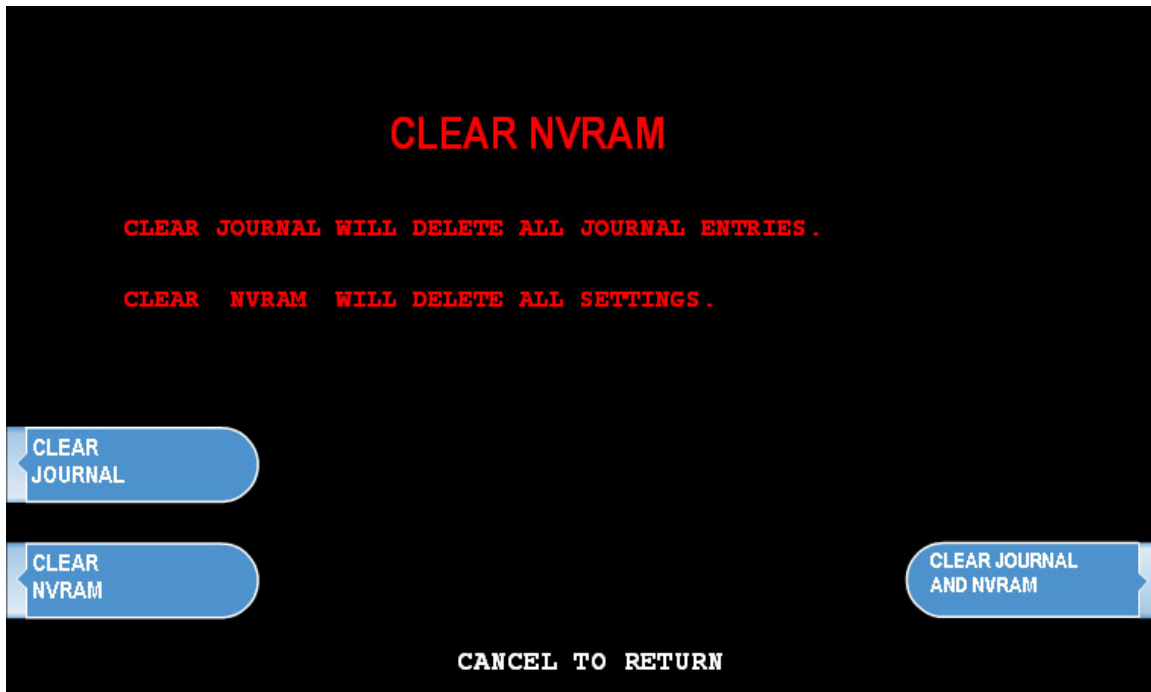 CLEAR NVRAM
CLEAR JOURNAL WILL DELETE ALL JOURNAL ENTRIES.
CLEAR NVRAM WILL DELETE ALL SETTINGS.
CLEAR
JOURNAL
CLEAR
NVRAM
CLEAR JOURNAL
AND NVRAM
CANCEL TO RETURN